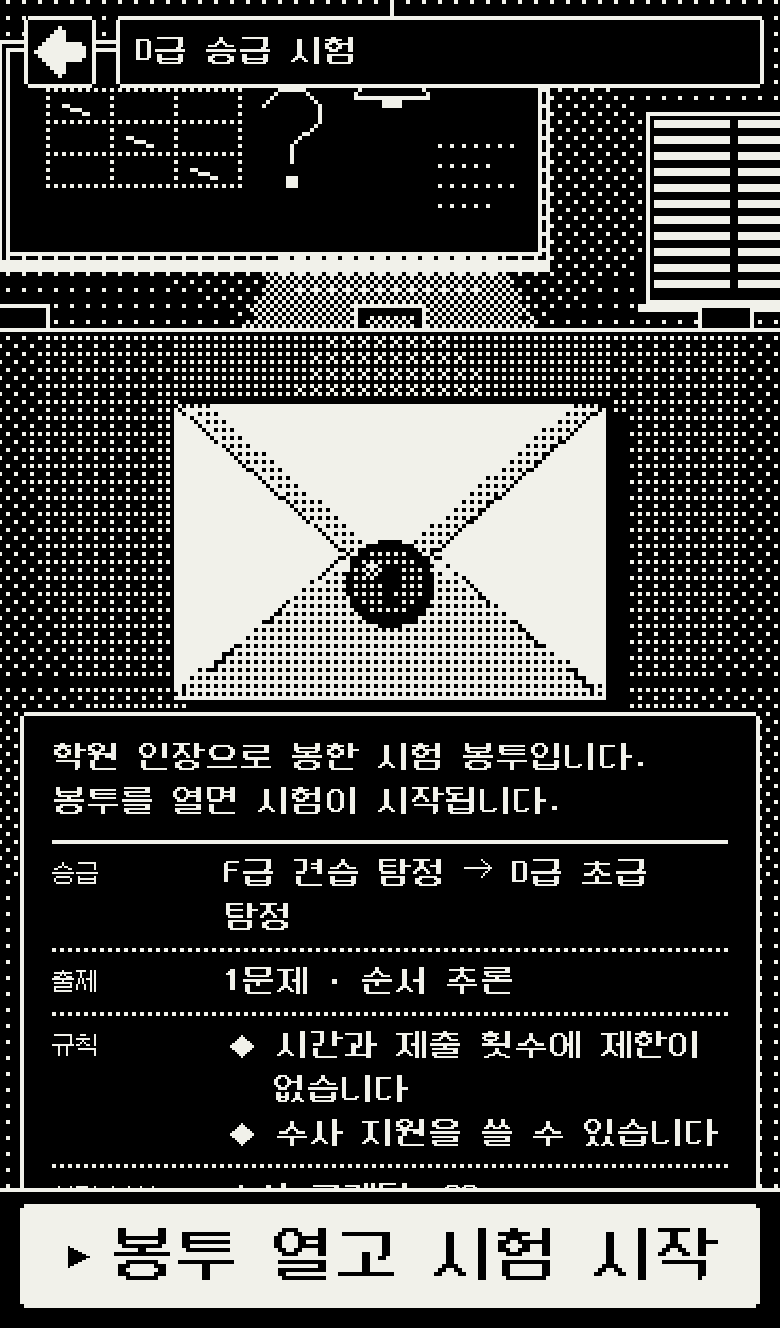 D급 승급 시험
학원 인장으로 봉한 시험 봉투입니다.
봉투를 열면 시험이 시작됩니다.
승급 F급 견습 탐정 → D급 초급
탐정
출제 1문제 · 순서 추론
규칙 ◆ 시간과 제출 횟수에 제한이
없습니다
◆ 수사 지원을 쓸 수 있습니다
▶ 봉투 열고 시험 시작